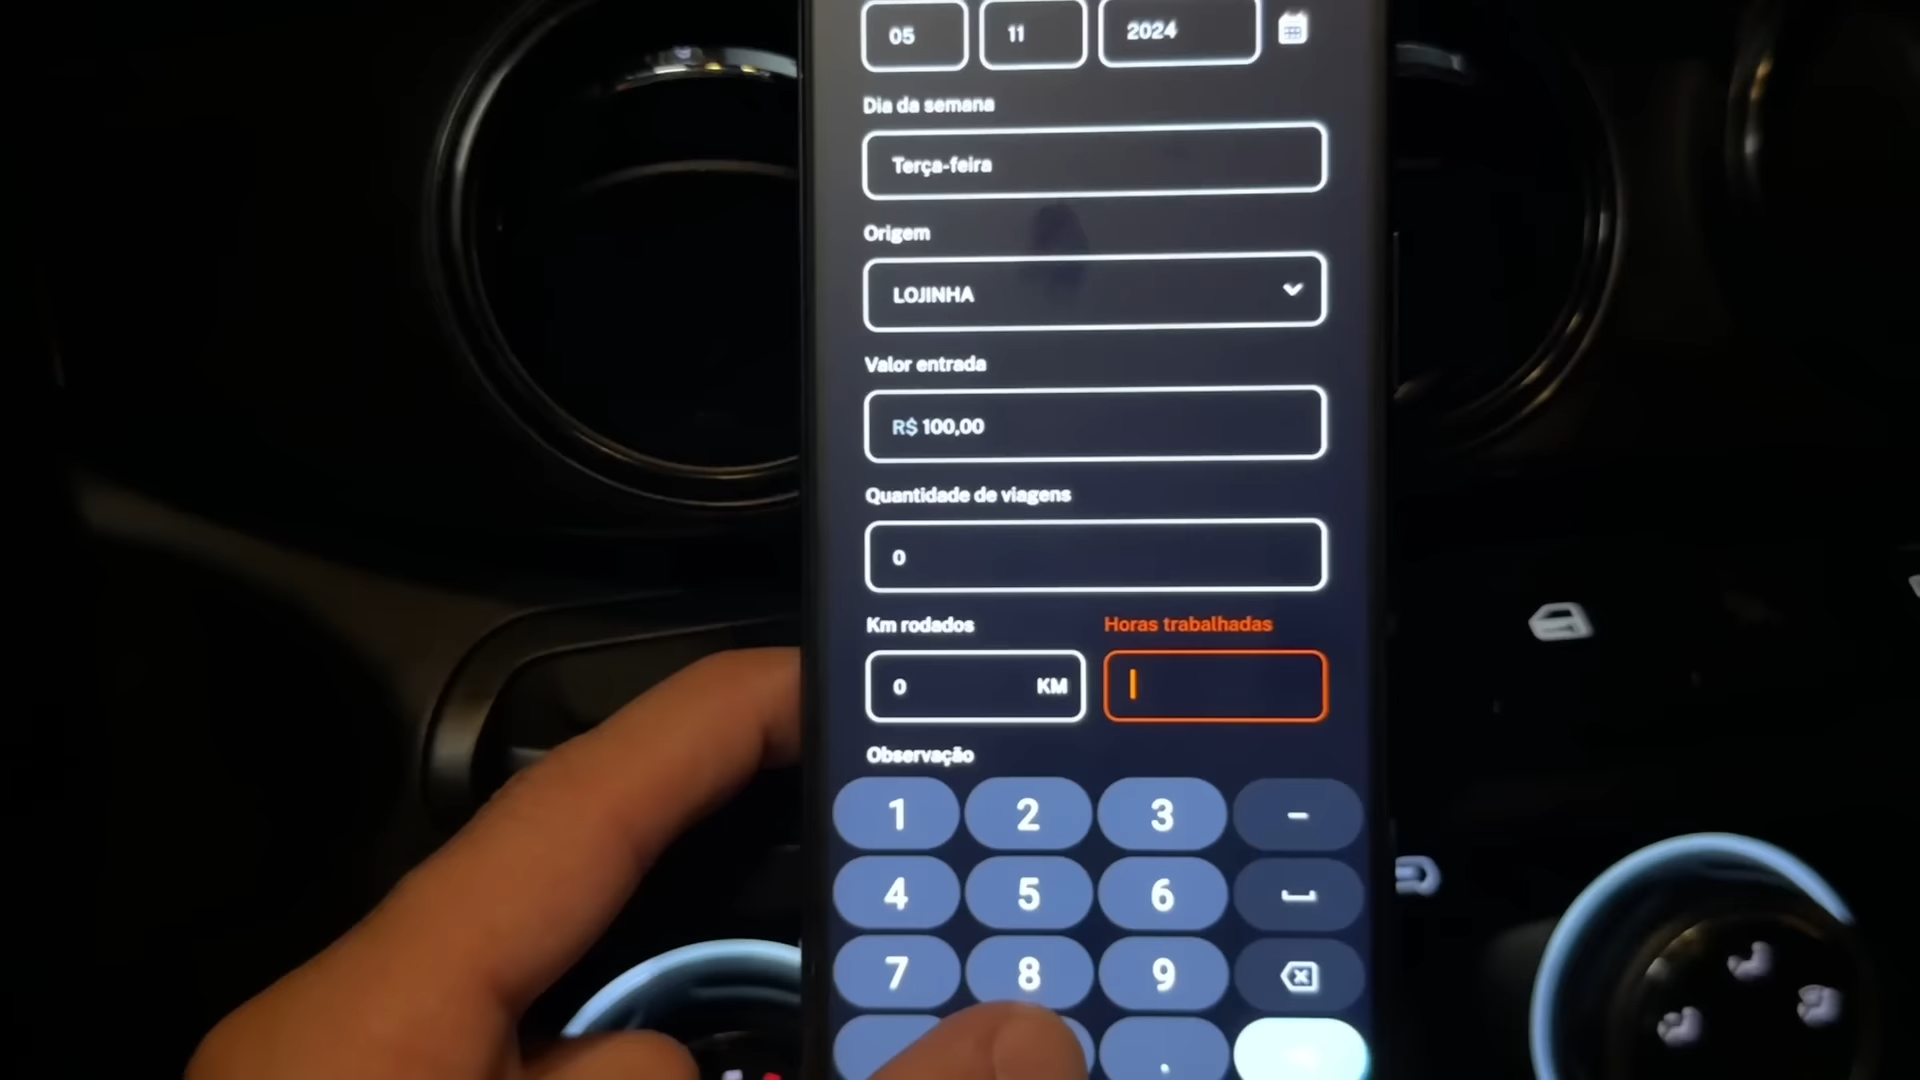 05 11 2024
Dia da semana
Terça-feira
Origem
LOJINHA
Valor entrada
R$ 100,00
Quantidade de viagens
0
Km rodados Horas trabalhadas
0 KM
Observação
1 2 3 -
4 5 6
7 8 9
.